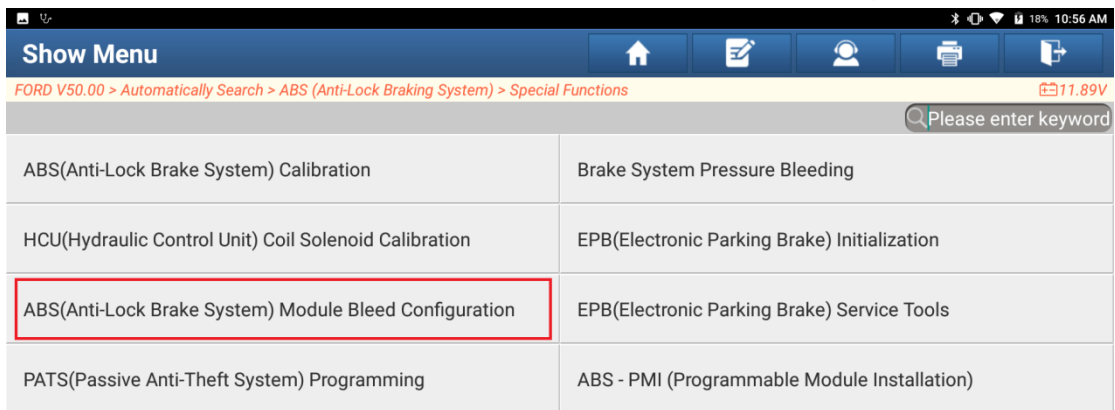 18% 10:56 AM
Show Menu
FORD V50.00 > Automatically Search > ABS (Anti-Lock Braking System) > Special Functions
11.89V
Please enter keyword
ABS(Anti-Lock Brake System) Calibration
Brake System Pressure Bleeding
HCU(Hydraulic Control Unit) Coil Solenoid Calibration
EPB(Electronic Parking Brake) Initialization
ABS(Anti-Lock Brake System) Module Bleed Configuration
EPB(Electronic Parking Brake) Service Tools
PATS(Passive Anti-Theft System) Programming
ABS - PMI (Programmable Module Installation)